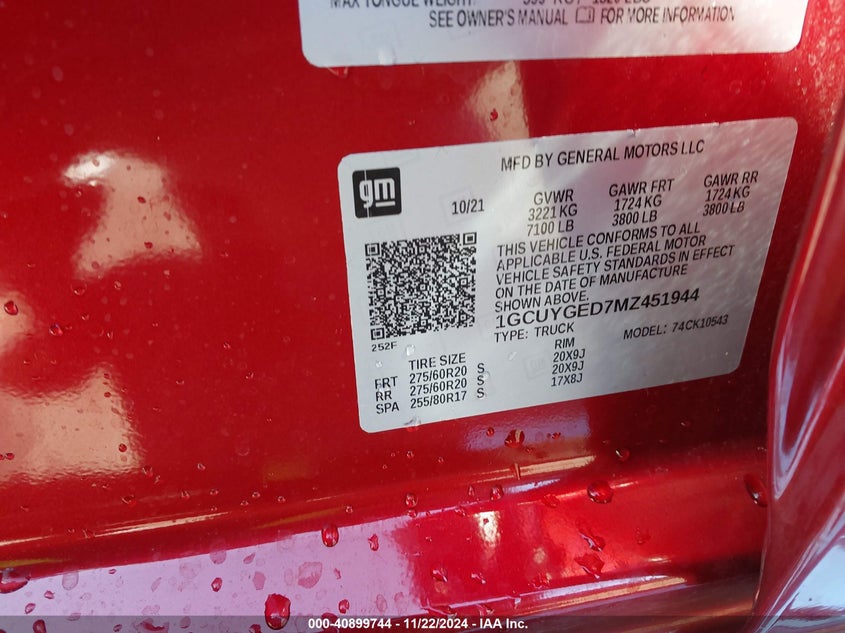 SEE OWNER'S MANUAL FOR MORE INFORMATION
MFD BY GENERAL MOTORS LLC
gm
10/21
GVWR GAWR FRT GAWR RR
3221 KG 1724 KG 1724 KG
7100 LB 3800 LB 3800 LB
THIS VEHICLE CONFORMS TO ALL
APPLICABLE U.S. FEDERAL MOTOR
VEHICLE SAFETY STANDARDS IN EFFECT
ON THE DATE OF MANUFACTURE
SHOWN ABOVE.
1GCUYGED7MZ451944
TYPE: TRUCK MODEL: 74CK10543
252F
TIRE SIZE RIM
FRT 275/60R20 S 20X9J
RR 275/60R20 S 20X9J
SPA 255/80R17 S 17X8J
000-40899744 - 11/22/2024 - IAA Inc.